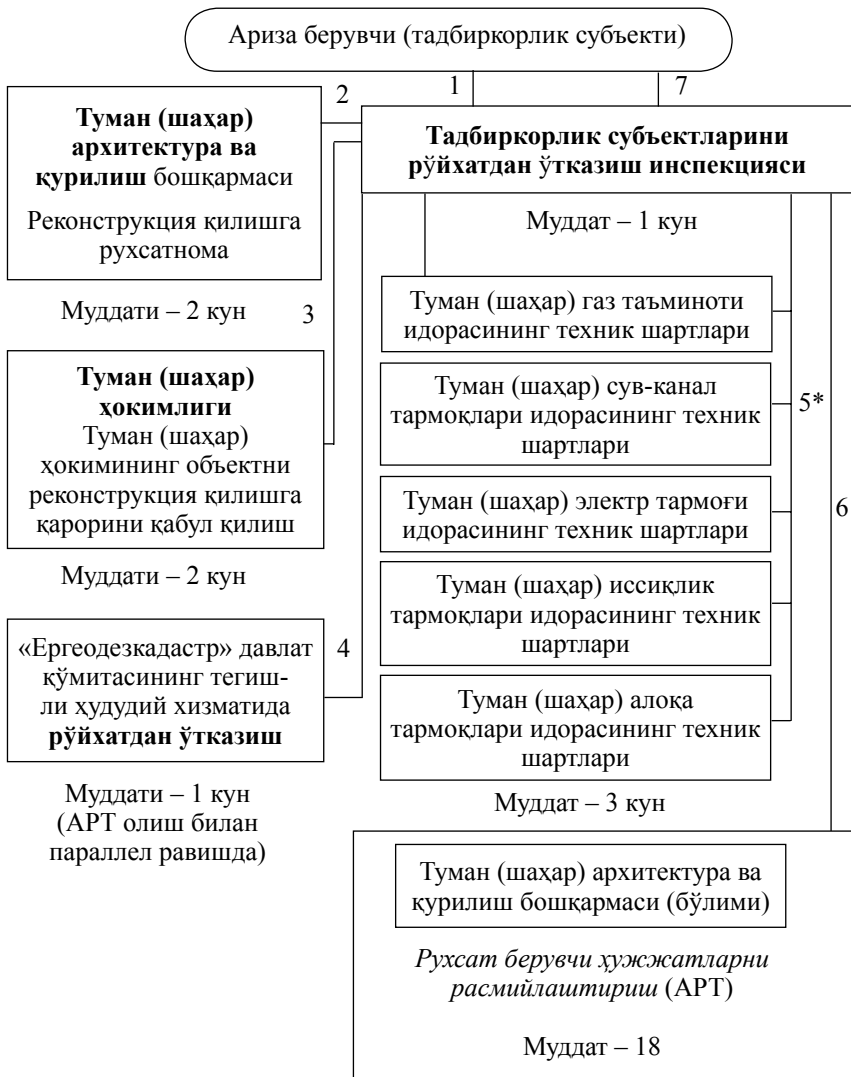 Ариза берувчи (тадбиркорлик субъекти)
1
7
2
Туман (шаҳар)
архитектура ва
қурилиш бошқармаси
Реконструкция қилишга
рухсатнома
Муддати – 2 кун
Тадбиркорлик субъектларини
рўйхатдан ўтказиш инспекцияси
Муддат – 1 кун
3
Туман (шаҳар)
ҳокимлиги
Туман (шаҳар)
ҳокимининг объектни
реконструкция қилишга
қарорини қабул қилиш
Муддати – 2 кун
4
«Ергеодезкадастр» давлат
қўмитасининг тегиш-
ли ҳудудий хизматида
рўйхатдан ўтказиш
Муддати – 1 кун
(АРТ олиш билан
параллел равишда)
Туман (шаҳар) газ таъминоти
идорасининг техник шартлари
Туман (шаҳар) сув-канал
тармоқлари идорасининг техник
шартлари
5*
Туман (шаҳар) электр тармоғи
идорасининг техник шартлари
6
Туман (шаҳар) иссиқлик
тармоқлари идорасининг техник
шартлари
Туман (шаҳар) алоқа
тармоқлари идорасининг техник
шартлари
Муддат – 3 кун
Туман (шаҳар) архитектура ва
қурилиш бошқармаси (бўлими)
Рухсат берувчи ҳужжатларни
расмийлаштириш (АРТ)
Муддат – 18